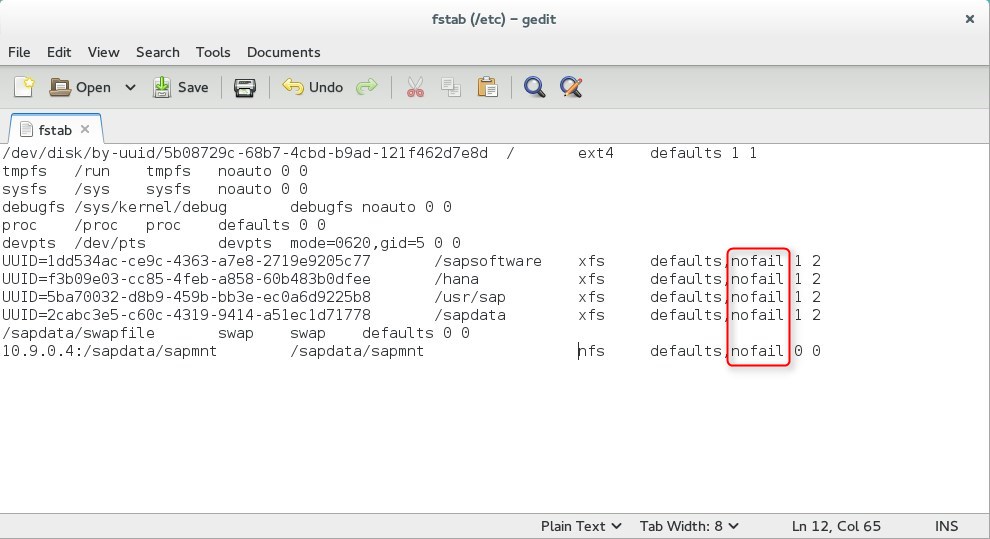 fstab (/etc) – gedit ×
File Edit View Search Tools Documents
Open Save Undo
fstab ×
/dev/disk/by-uuid/5b08729c-68b7-4cbd-b9ad-121f462d7e8d / ext4 defaults 1 1
tmpfs /run tmpfs noauto 0 0
sysfs /sys sysfs noauto 0 0
debugfs /sys/kernel/debug debugfs noauto 0 0
proc /proc proc defaults 0 0
devpts /dev/pts devpts mode=0620,gid=5 0 0
UUID=1dd534ac-ce9c-4363-a7e8-2719e9205c77 /sapsoftware xfs defaults,nofail 1 2
UUID=f3b09e03-cc85-4feb-a858-60b483b0dfee /hana xfs defaults,nofail 1 2
UUID=5ba70032-d8b9-459b-bb3e-ec0a6d9225b8 /usr/sap xfs defaults,nofail 1 2
UUID=2cabc3e5-c60c-4319-9414-a51ec1d71778 /sapdata xfs defaults,nofail 1 2
/sapdata/swapfile swap swap defaults 0 0
10.9.0.4:/sapdata/sapmnt /sapdata/sapmnt nfs defaults,nofail 0 0
Plain Text Tab Width: 8 Ln 12, Col 65 INS